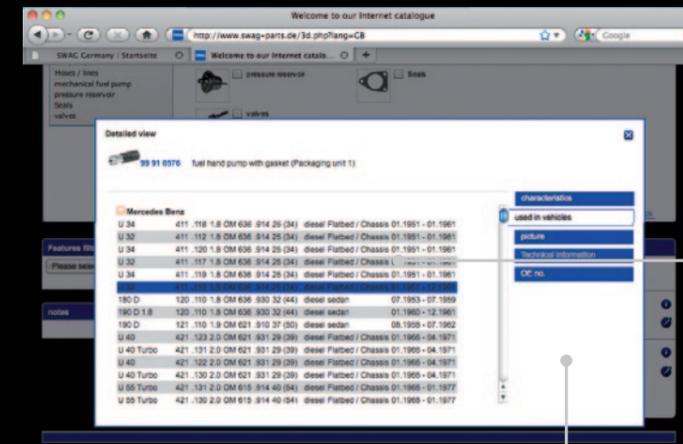 Welcome to our Internet catalogue
http://www.swag-parts.de/3d.php?lang=GB
Google
SWAG Germany | Startseite
Welcome to our Internet catalo...
Hoses / lines
mechanical fuel pump
pressure reservoir
Seals
valves
pressure reservoir
Seals
valves
Detailed view
99 91 0576 fuel hand pump with gasket (Packaging unit 1)
characteristics
used in vehicles
picture
Technical information
OE no.
Mercedes Benz
U 34 411 .118 1.8 OM 636 .914 25 (34) diesel Flatbed / Chassis 01.1951 - 01.1961
U 32 411 .112 1.8 OM 636 .914 25 (34) diesel Flatbed / Chassis 01.1951 - 01.1961
U 34 411 .120 1.8 OM 636 .914 25 (34) diesel Flatbed / Chassis 01.1951 - 01.1961
U 32 411 .117 1.8 OM 636 .914 25 (34) diesel Flatbed / Chassis
U 34 411 .119 1.8 OM 636 .914 25 (34) diesel Flatbed / Chassis 01.1951 - 01.1961
U 32
180 D 120 .110 1.8 OM 636 .930 32 (44) diesel sedan 07.1953 - 07.1959
190 D 1.8 120 .110 1.8 OM 636 .930 32 (44) diesel sedan 01.1960 - 12.1961
190 D 121 .110 1.9 OM 621 .910 37 (50) diesel sedan 08.1958 - 07.1962
U 40 421 .123 2.0 OM 621 .931 29 (39) diesel Flatbed / Chassis 01.1966 - 04.1971
U 40 Turbo 421 .131 2.0 OM 621 .931 29 (39) diesel Flatbed / Chassis 01.1966 - 04.1971
U 40 421 .122 2.0 OM 621 .931 29 (39) diesel Flatbed / Chassis 01.1966 - 04.1971
U 40 Turbo 421 .130 2.0 OM 621 .931 29 (39) diesel Flatbed / Chassis 01.1966 - 04.1971
U 55 Turbo 421 .131 2.0 OM 615 .914 40 (54) diesel Flatbed / Chassis 01.1968 - 01.1977
U 55 Turbo 421 .130 2.0 OM 615 .914 40 (54) diesel Flatbed / Chassis 01.1968 - 01.1977
Features
Please
notes